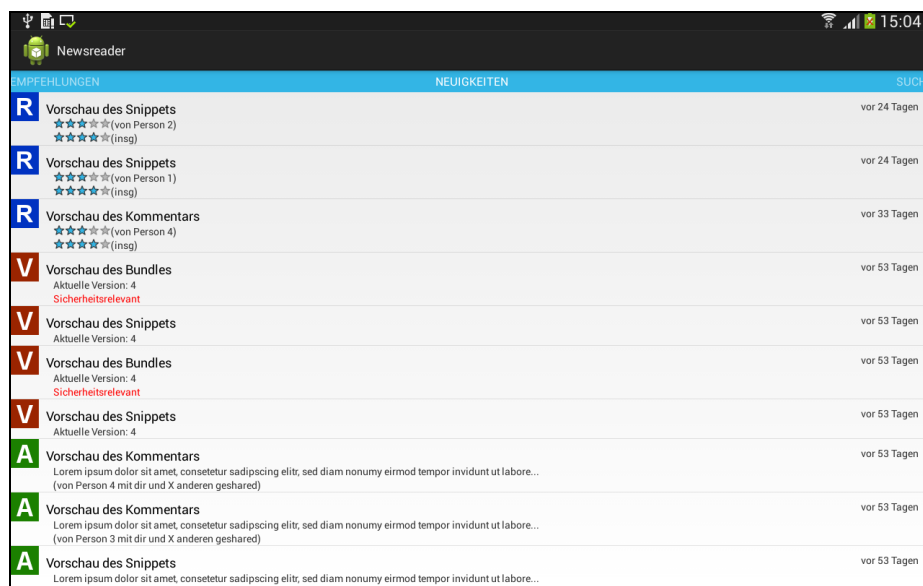 15:04
Newsreader
EMPFEHLUNGEN NEUIGKEITEN SUCH
R Vorschau des Snippets vor 24 Tagen
(von Person 2)
(insg)
R Vorschau des Snippets vor 24 Tagen
(von Person 1)
(insg)
R Vorschau des Kommentars vor 33 Tagen
(von Person 4)
(insg)
V Vorschau des Bundles vor 53 Tagen
Aktuelle Version: 4
Sicherheitsrelevant
V Vorschau des Snippets vor 53 Tagen
Aktuelle Version: 4
V Vorschau des Bundles vor 53 Tagen
Aktuelle Version: 4
Sicherheitsrelevant
V Vorschau des Snippets vor 53 Tagen
Aktuelle Version: 4
A Vorschau des Kommentars vor 53 Tagen
Lorem ipsum dolor sit amet, consetetur sadipscing elitr, sed diam nonumy eirmod tempor invidunt ut labore...
(von Person 4 mit dir und X anderen geshared)
A Vorschau des Kommentars vor 53 Tagen
Lorem ipsum dolor sit amet, consetetur sadipscing elitr, sed diam nonumy eirmod tempor invidunt ut labore...
(von Person 3 mit dir und X anderen geshared)
A Vorschau des Snippets vor 53 Tagen
Lorem ipsum dolor sit amet, consetetur sadipscing elitr, sed diam nonumy eirmod tempor invidunt ut labore...